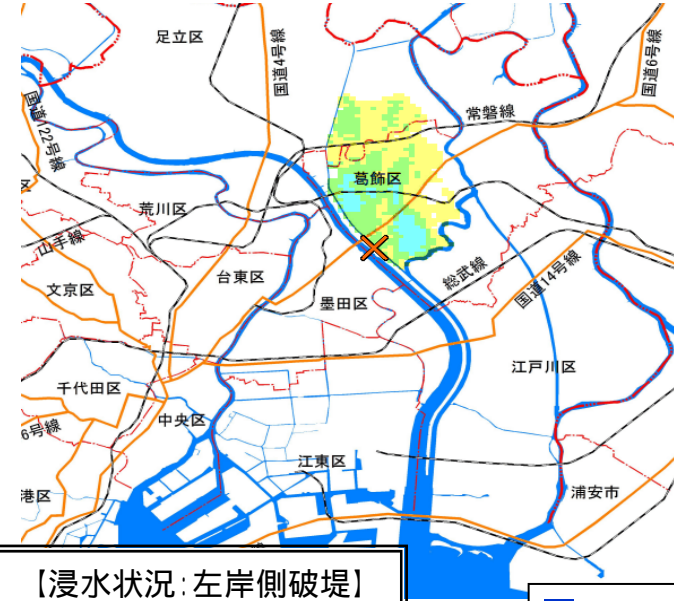 足立区
国道4号線
国道6号線
国道122号線
常磐線
葛飾区
荒川区
山手線
台東区
総武線
文京区
墨田区
国道14号線
江戸川区
千代田区
中央区
6号線
江東区
港区
浦安市
【浸水状況:左岸側破堤】